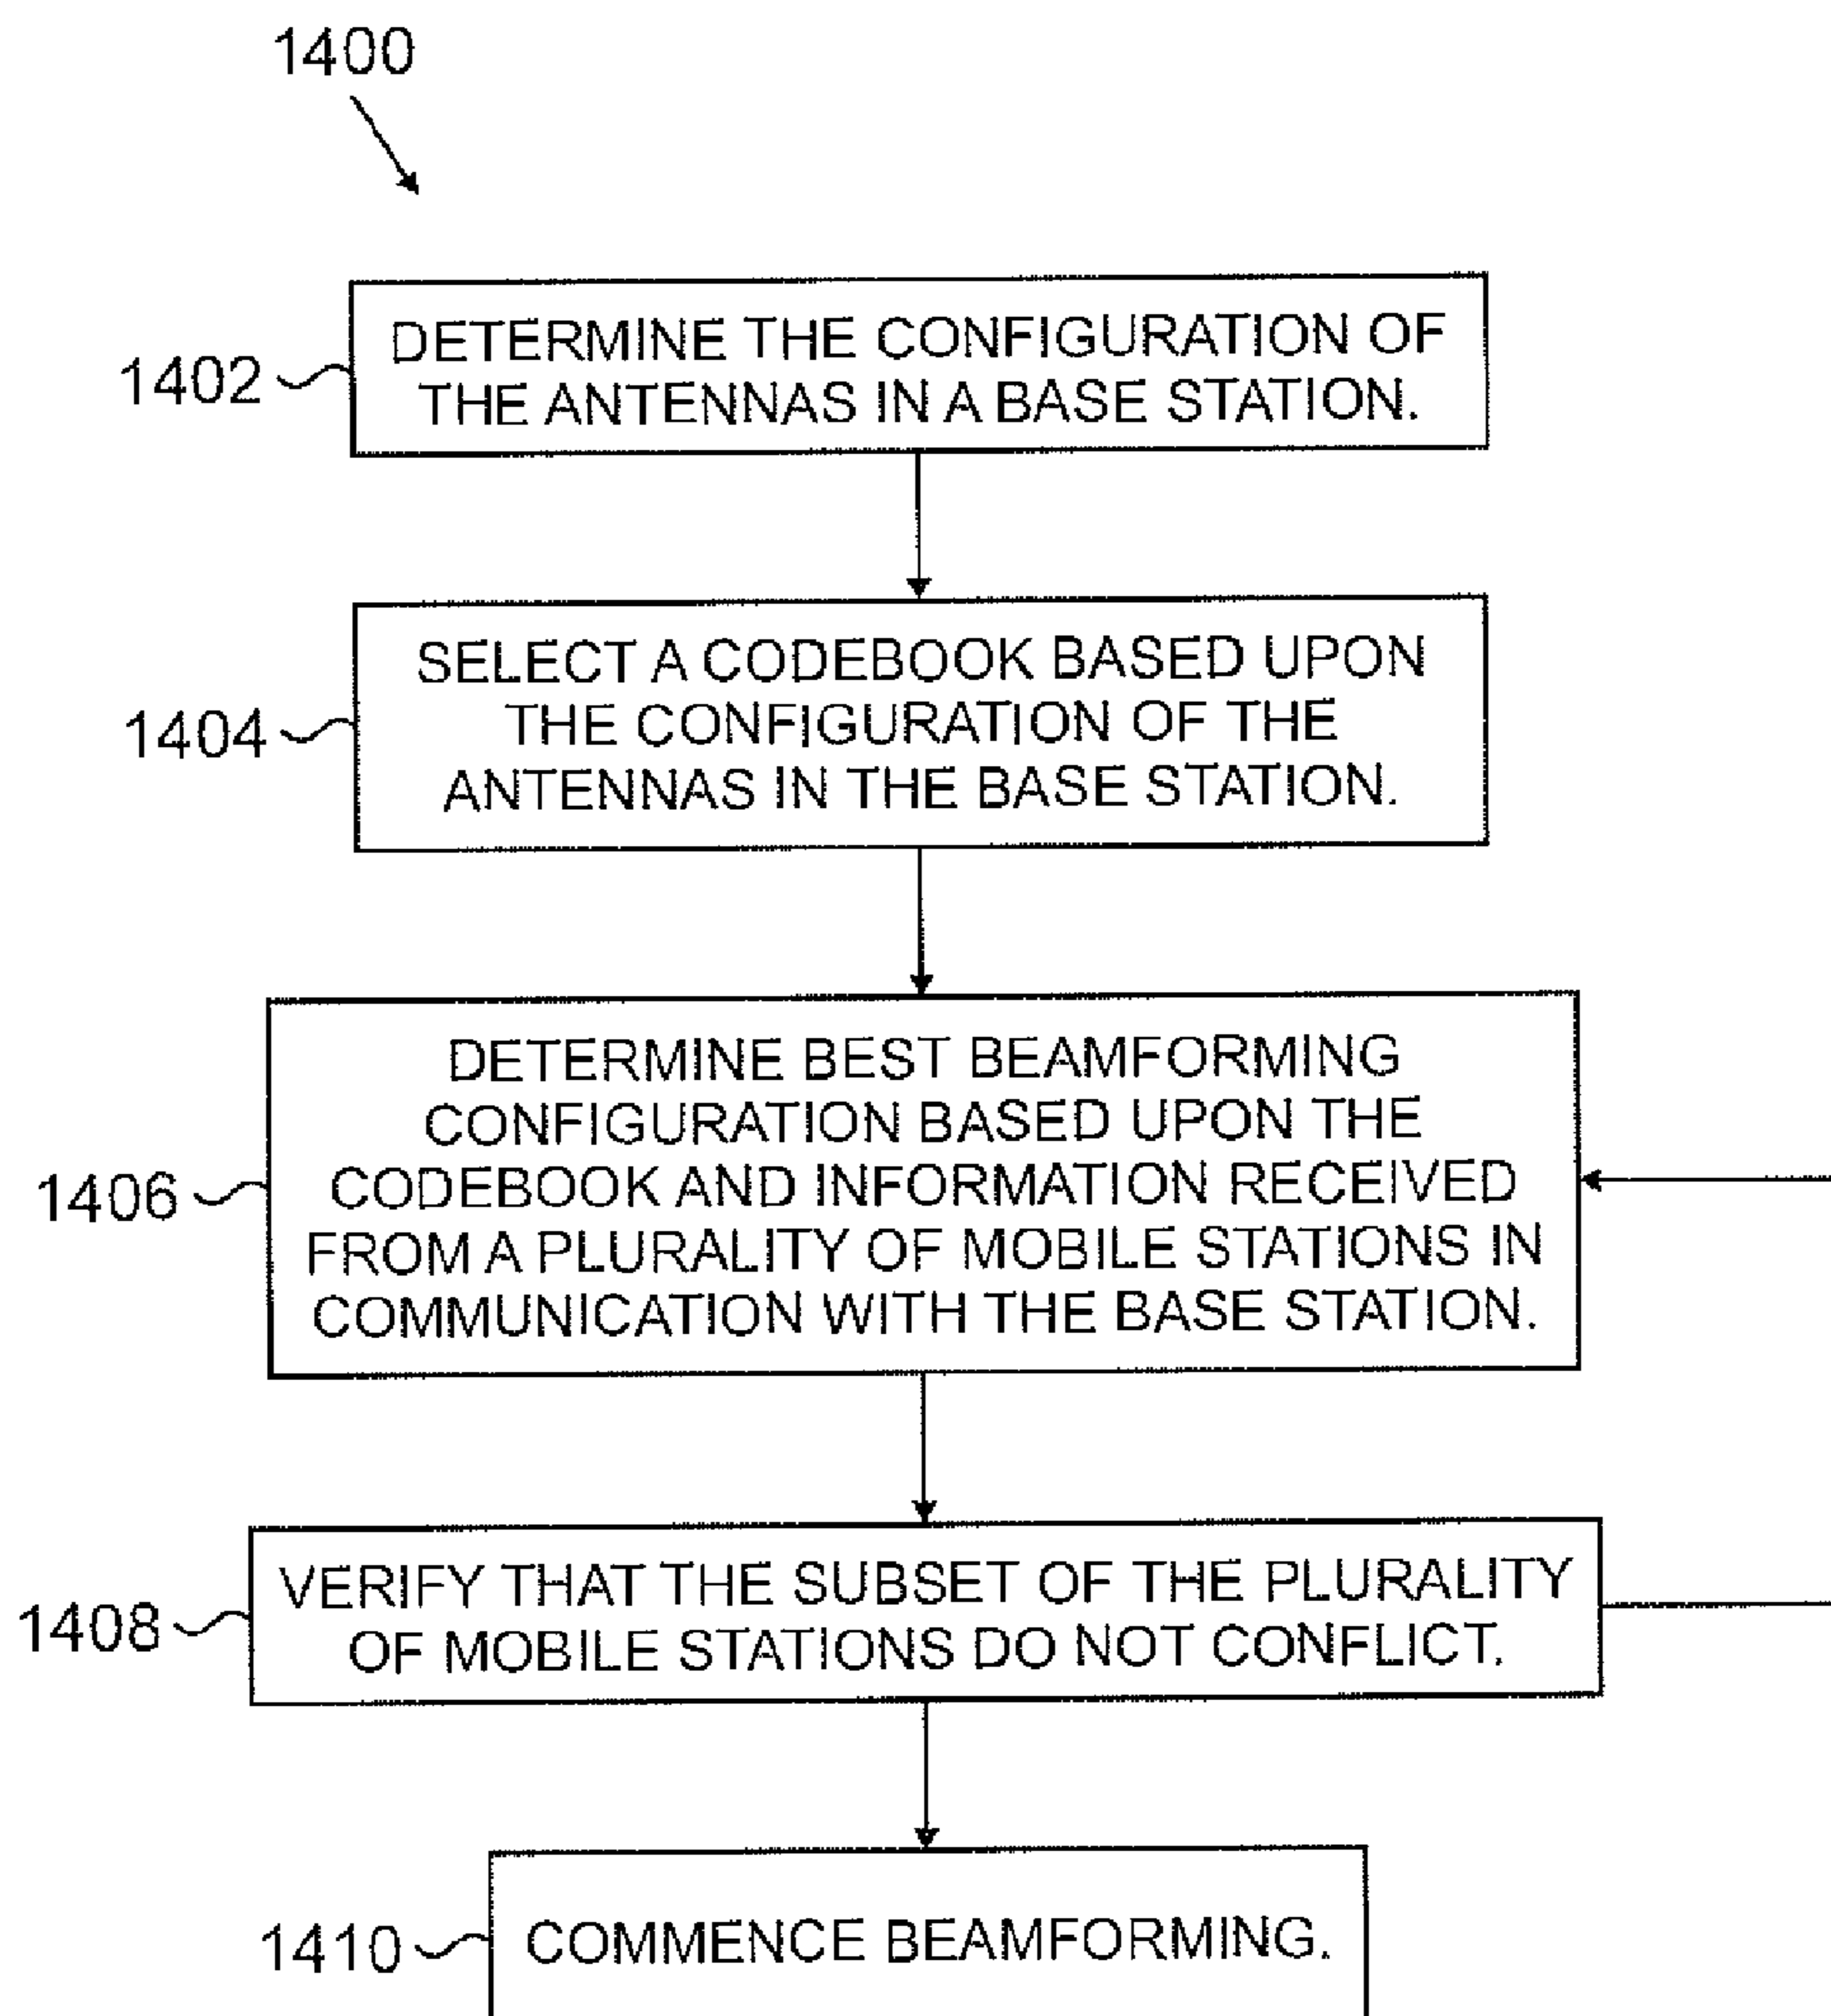 1400
1402
DETERMINE THE CONFIGURATION OF
THE ANTENNAS IN A BASE STATION.
1404
SELECT A CODEBOOK BASED UPON
THE CONFIGURATION OF THE
ANTENNAS IN THE BASE STATION.
1406
DETERMINE BEST BEAMFORMING
CONFIGURATION BASED UPON THE
CODEBOOK AND INFORMATION RECEIVED
FROM A PLURALITY OF MOBILE STATIONS IN
COMMUNICATION WITH THE BASE STATION.
1408
VERIFY THAT THE SUBSET OF THE PLURALITY
OF MOBILE STATIONS DO NOT CONFLICT.
1410
COMMENCE BEAMFORMING.